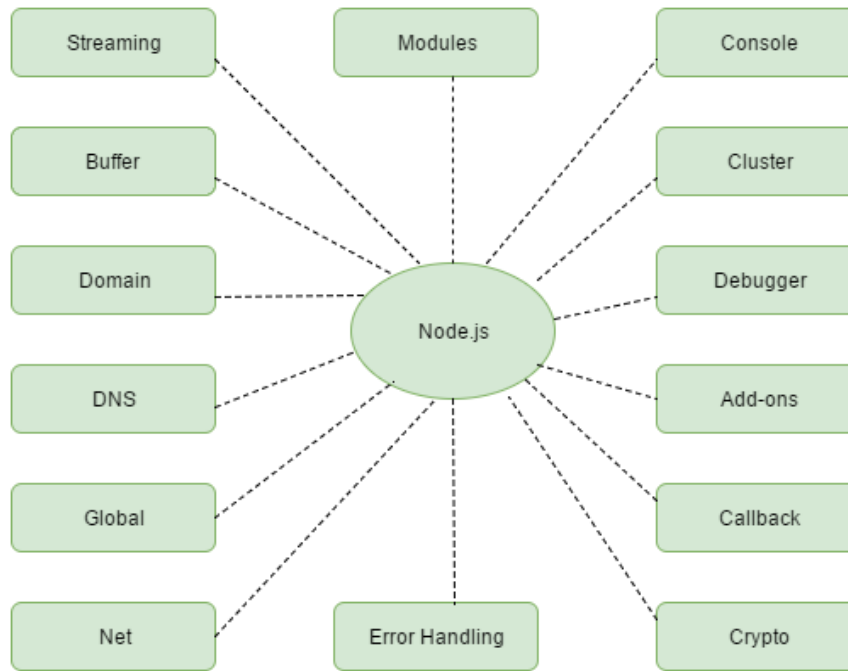 Streaming
Modules
Console
Buffer
Cluster
Domain
Debugger
Node.js
DNS
Add-ons
Global
Callback
Net
Error Handling
Crypto